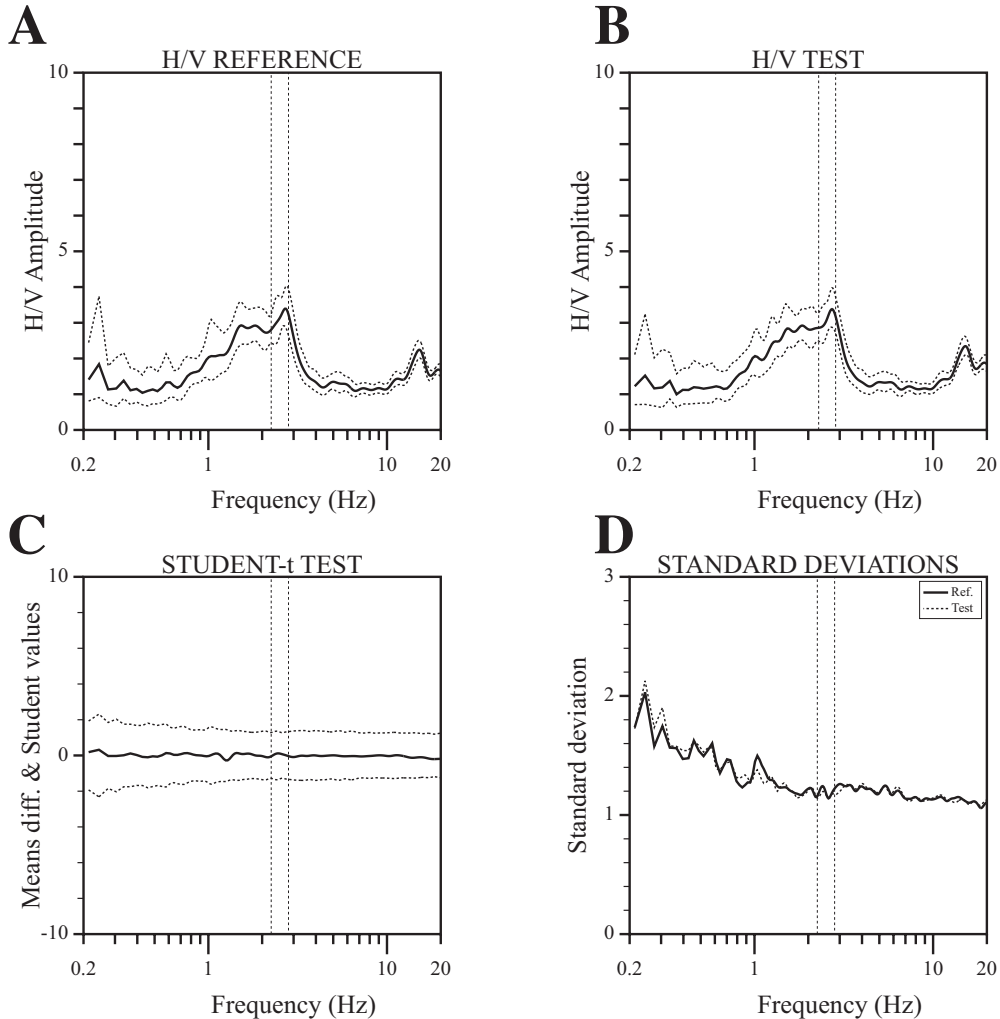 A
H/V REFERENCE
10
5
0
H/V Amplitude
0.2
1
10
20
Frequency (Hz)
B
H/V TEST
10
5
0
H/V Amplitude
0.2
1
10
20
Frequency (Hz)
C
STUDENT-t TEST
10
0
-10
Means diff. & Student values
0.2
1
10
20
Frequency (Hz)
D
STANDARD DEVIATIONS
3
2
1
0
Standard deviation
Ref.
Test
0.2
1
10
20
Frequency (Hz)